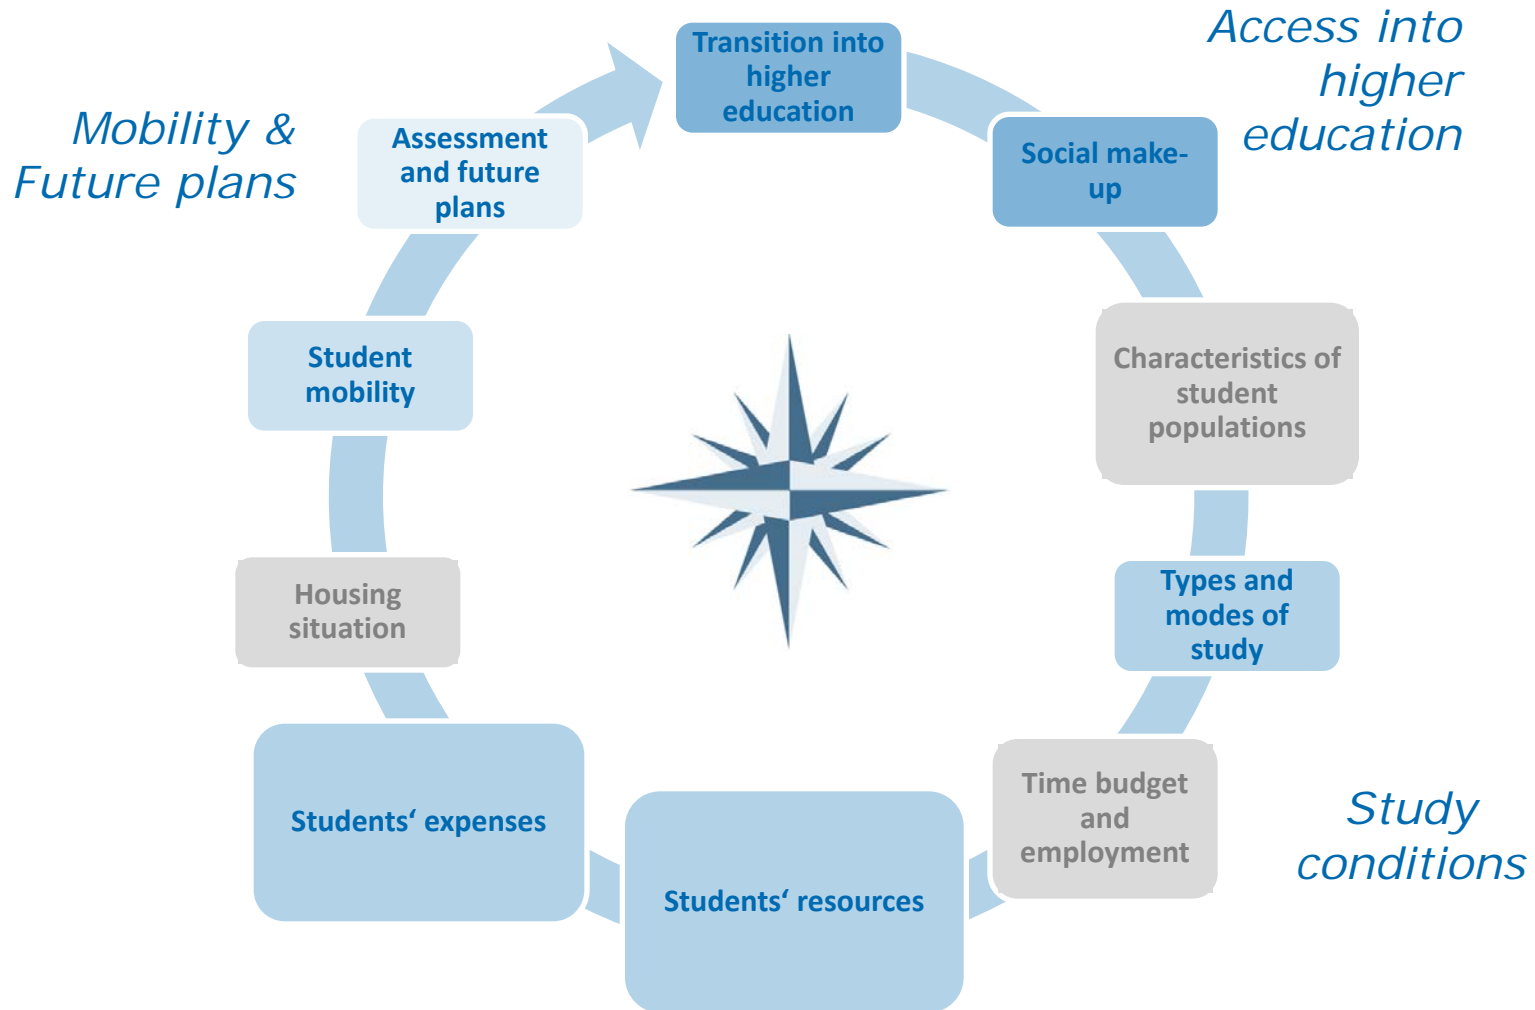 Transition into
higher
education
Access into
higher
education
Social make-
up
Characteristics of
student
populations
Types and
modes of
study
Study
conditions
Time budget
and
employment
Students‘ resources
Students‘ expenses
Housing
situation
Student
mobility
Mobility &
Future plans
Assessment
and future
plans